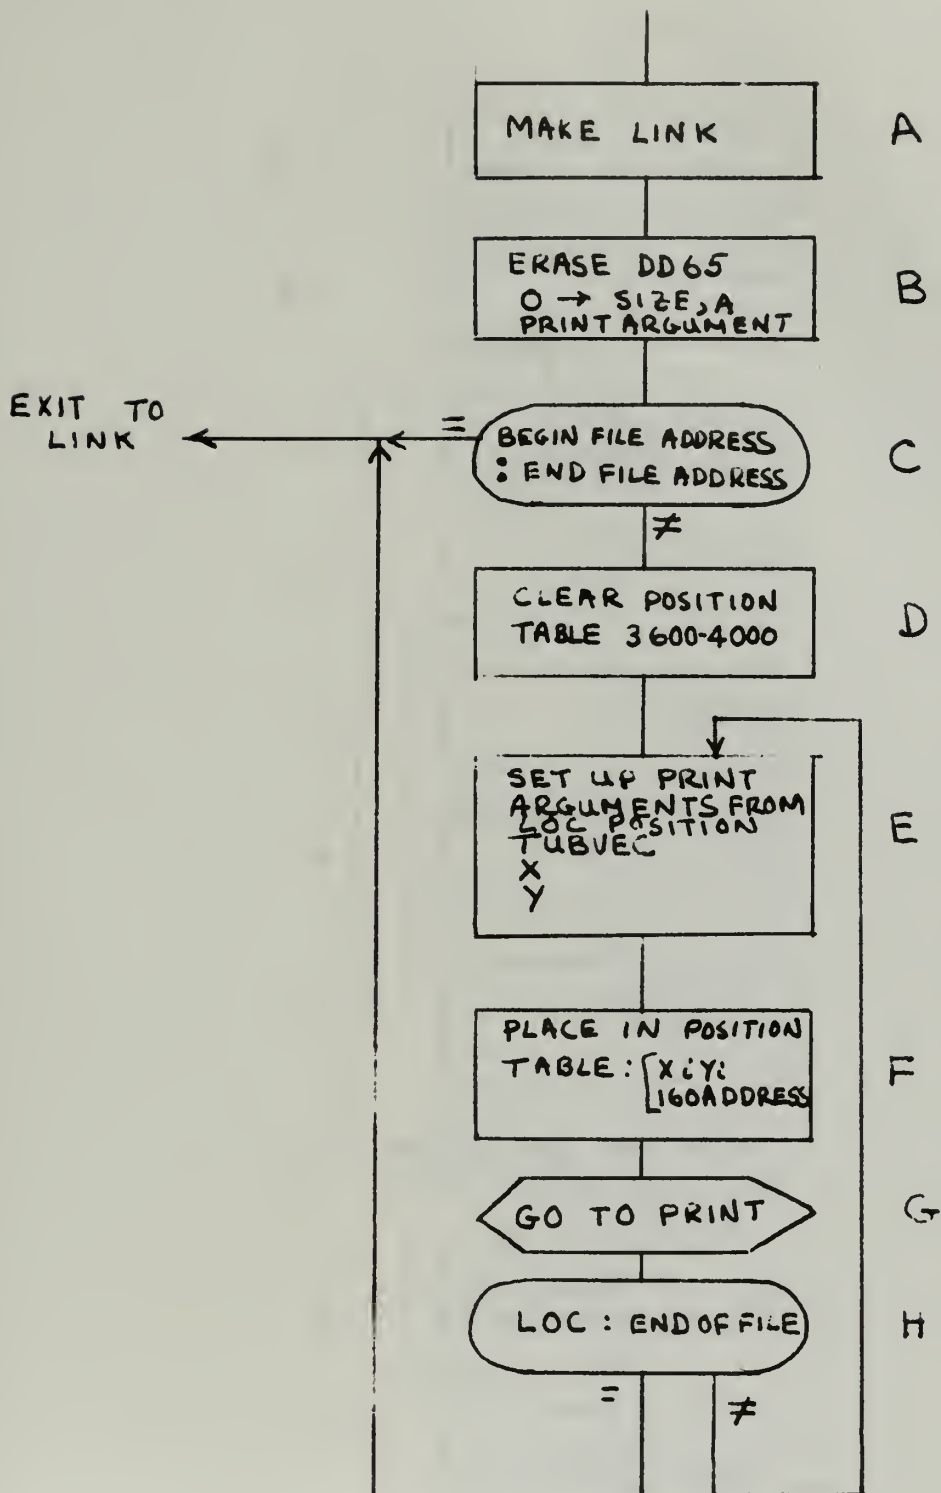 MAKE LINK
A
ERASE DD65
0 → SIZE, A
PRINT ARGUMENT
B
EXIT TO
LINK
=
BEGIN FILE ADDRESS
: END FILE ADDRESS
C
≠
CLEAR POSITION
TABLE 3600-4000
D
SET UP PRINT
ARGUMENTS FROM
LOC POSITION
TUBVEC
X
Y
E
PLACE IN POSITION
TABLE: [XiYi
160A ADDRESS
F
GO TO PRINT
G
LOC : END OF FILE
H
= ≠